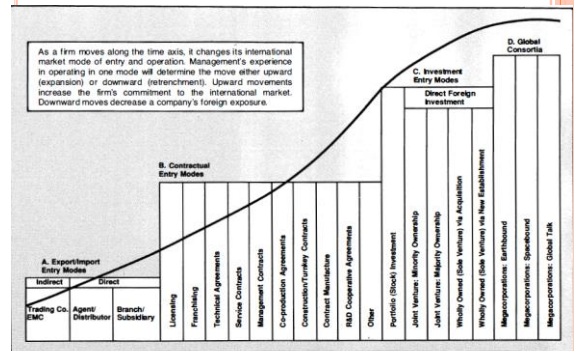 As a firm moves along the time axis, it changes its international
market mode of entry and operation. Management's experience
in operating in one mode will determine the move either upward
(expansion) or downward (retrenchment). Upward movements
increase the firm's commitment to the international market.
Downward moves decrease a company's foreign exposure.
D. Global
Consortia
C. Investment
Entry Modes
Direct Foreign
Investment
B. Contractual
Entry Modes
A. Export/Import
Entry Modes
Indirect
Direct
Trading Co.
EMC
Agent/
Distributor
Branch/
Subsidiary
Licensing
Franchising
Technical Agreements
Service Contracts
Management Contracts
Co-production Agreements
Construction/Turnkey Contracts
Contract Manufacture
R&D Cooperative Agreements
Other
Portfolio (Stock) Investment
Joint Venture: Minority Ownership
Joint Venture: Majority Ownership
Wholly Owned (Sole Venture) via Acquisition
Wholly Owned (Sole Venture) via New Establishment
Megacorporations: Earthbound
Megacorporations: Spacebound
Megacorporations: Global Talk